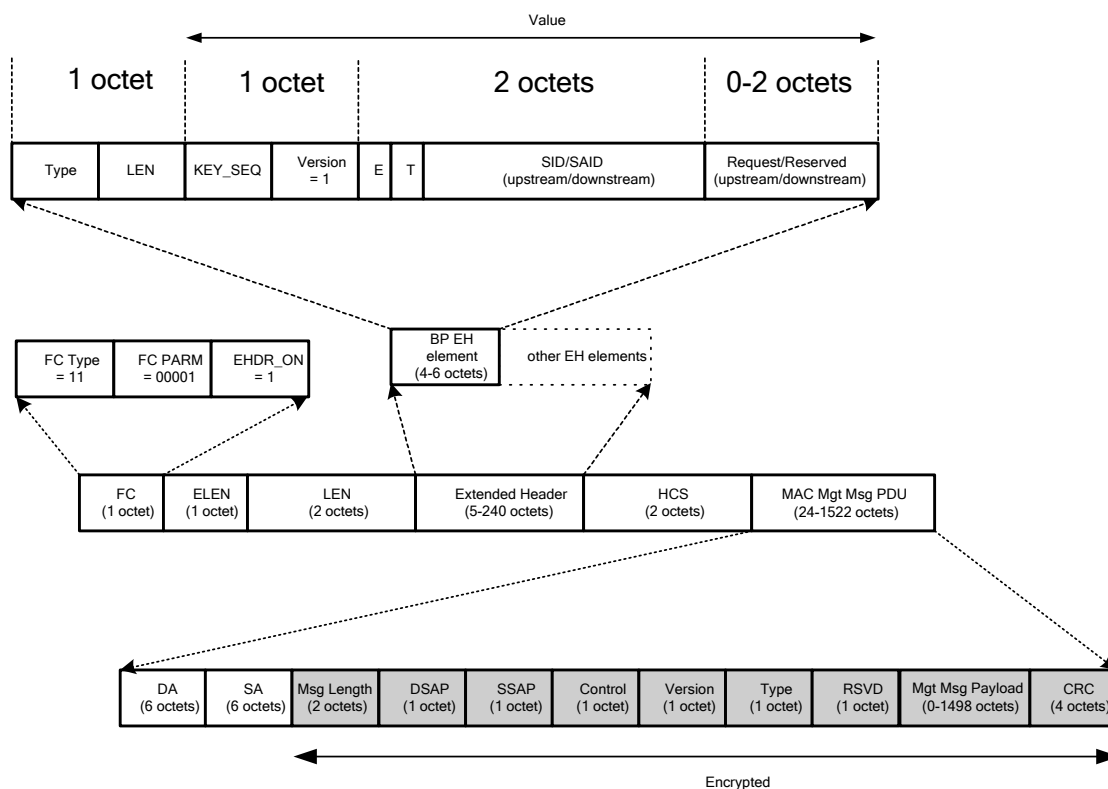 Value
1 octet
1 octet
2 octets
0-2 octets
Type
LEN
KEY_SEQ
Version
= 1
E
T
SID/SAID
(upstream/downstream)
Request/Reserved
(upstream/downstream)
BP EH
element
(4-6 octets)
other EH elements
FC Type
= 11
FC PARM
= 00001
EHDR_ON
= 1
FC
(1 octet)
ELEN
(1 octet)
LEN
(2 octets)
Extended Header
(5-240 octets)
HCS
(2 octets)
MAC Mgt Msg PDU
(24-1522 octets)
DA
(6 octets)
SA
(6 octets)
Msg Length
(2 octets)
DSAP
(1 octet)
SSAP
(1 octet)
Control
(1 octet)
Version
(1 octet)
Type
(1 octet)
RSVD
(1 octet)
Mgt Msg Payload
(0-1498 octets)
CRC
(4 octets)
Encrypted